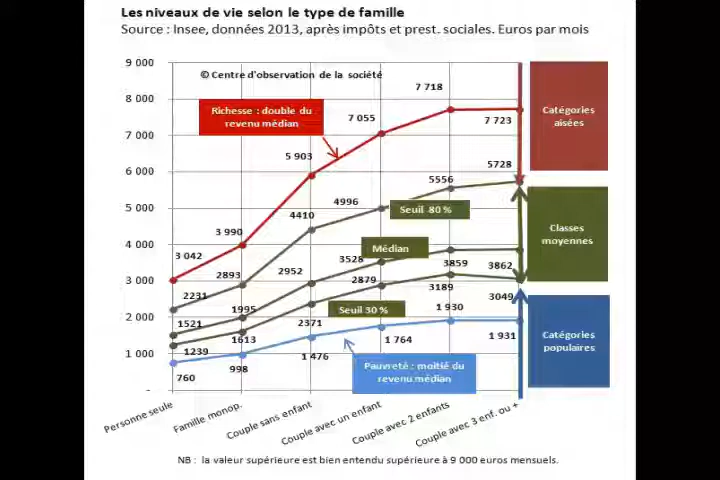 Les niveaux de vie selon le type de famille
Source : Insee, données 2013, après impôts et prest. sociales. Euros par mois
9 000
© Centre d'observation de la société
8 000
7 718
Richesse : double du
revenu médian
7 055
7 723
Catégories
aisées
7 000
5 903
6 000
5728
5556
4996
4410
Seuil 80 %
5 000
3 990
Classes
moyennes
4 000
Médian
3 042
2893
2952
3528
3859
3862
3 000
2879
3189
3049
2231
1995
Seuil 30 %
1 930
2 000
1521
1613
2371
1 764
1 931
Catégories
populaires
1 000
1239
998
1 476
Pauvreté : moitié du
revenu médian
760
-
Personne seule
Famille monop.
Couple sans enfant
Couple avec un enfant
Couple avec 2 enfants
Couple avec 3 enf. ou +
NB : la valeur supérieure est bien entendu supérieure à 9 000 euros mensuels.